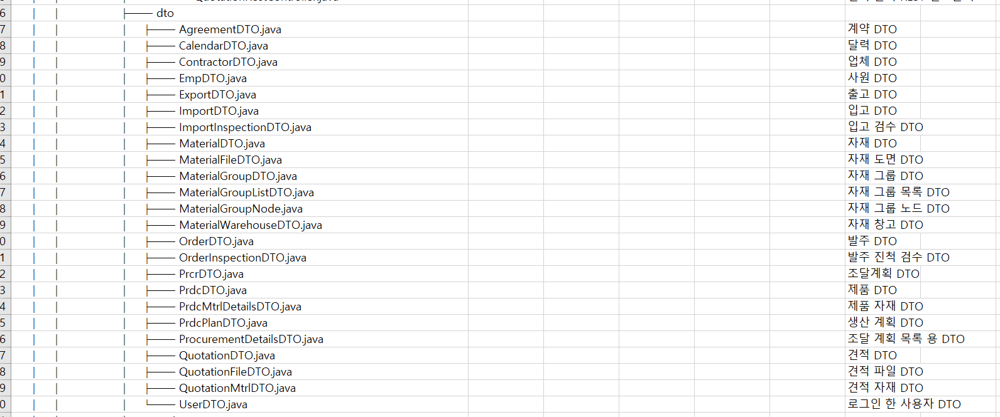 6 dto
7 AgreementDTO.java 계약 DTO
8 CalendarDTO.java 달력 DTO
9 ContractorDTO.java 업체 DTO
0 EmpDTO.java 사원 DTO
1 ExportDTO.java 출고 DTO
2 ImportDTO.java 입고 DTO
3 ImportInspectionDTO.java 입고 검수 DTO
4 MaterialDTO.java 자재 DTO
5 MaterialFileDTO.java 자재 도면 DTO
6 MaterialGroupDTO.java 자재 그룹 DTO
7 MaterialGroupListDTO.java 자재 그룹 목록 DTO
8 MaterialGroupNode.java 자재 그룹 노드 DTO
9 MaterialWarehouseDTO.java 자재 창고 DTO
0 OrderDTO.java 발주 DTO
1 OrderInspectionDTO.java 발주 진척 검수 DTO
2 PrcrDTO.java 조달계획 DTO
3 PrdcDTO.java 제품 DTO
4 PrdcMtrlDetailsDTO.java 제품 자재 DTO
5 PrdcPlanDTO.java 생산 계획 DTO
6 ProcurementDetailsDTO.java 조달 계획 목록 용 DTO
7 QuotationDTO.java 견적 DTO
8 QuotationFileDTO.java 견적 파일 DTO
9 QuotationMtrlDTO.java 견적 자재 DTO
0 UserDTO.java 로그인 한 사용자 DTO